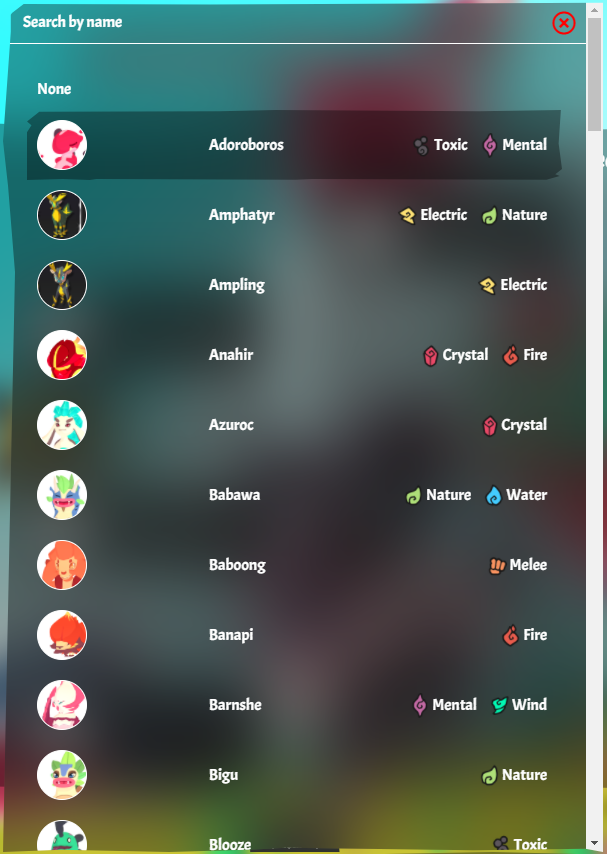 Search by name
None
Adoroboros Toxic Mental
Amphatyr Electric Nature
Ampling Electric
Anahir Crystal Fire
Azuroc Crystal
Babawa Nature Water
Baboong Melee
Banapi Fire
Barnshe Mental Wind
Bigu Nature
Blooze Toxic